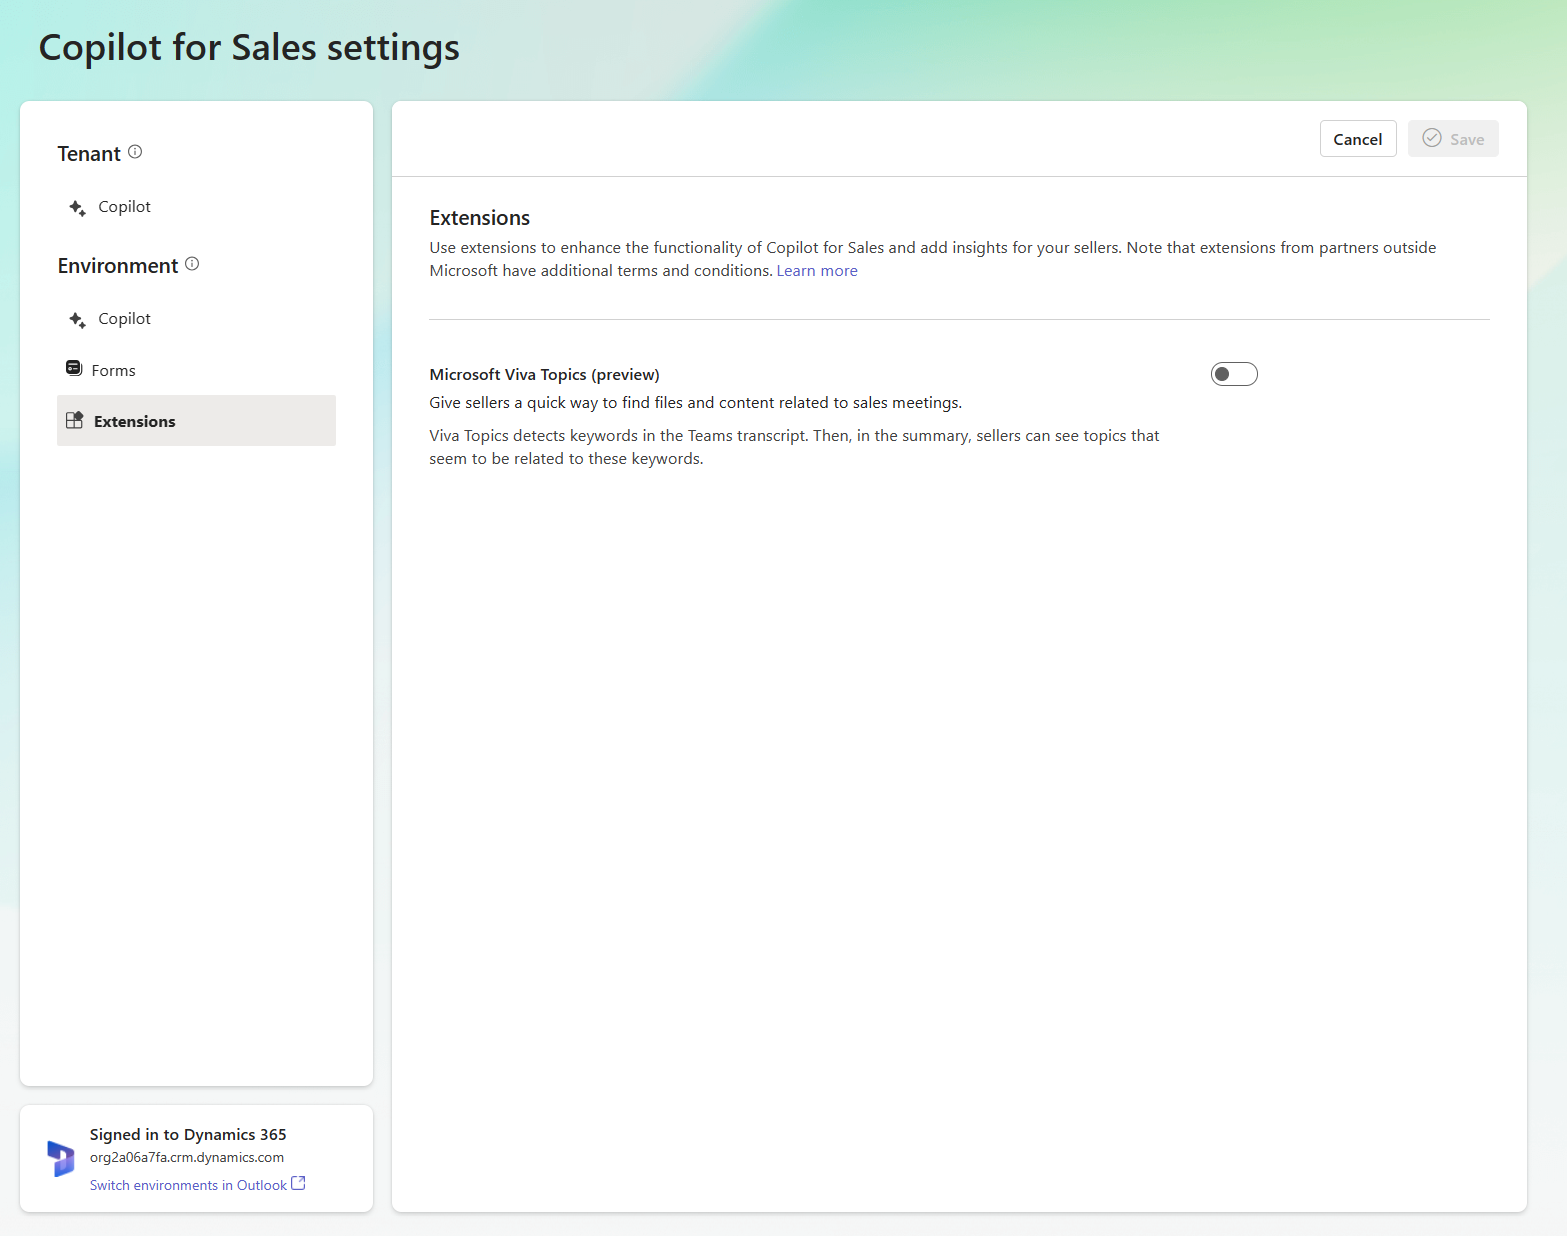 Copilot for Sales settings
Tenant
Copilot
Environment
Copilot
Forms
Extensions
Signed in to Dynamics 365
org2a06a7fa.crm.dynamics.com
Switch environments in Outlook
Cancel
Save
Extensions
Use extensions to enhance the functionality of Copilot for Sales and add insights for your sellers. Note that extensions from partners outside
Microsoft have additional terms and conditions. Learn more
Microsoft Viva Topics (preview)
Give sellers a quick way to find files and content related to sales meetings.
Viva Topics detects keywords in the Teams transcript. Then, in the summary, sellers can see topics that
seem to be related to these keywords.